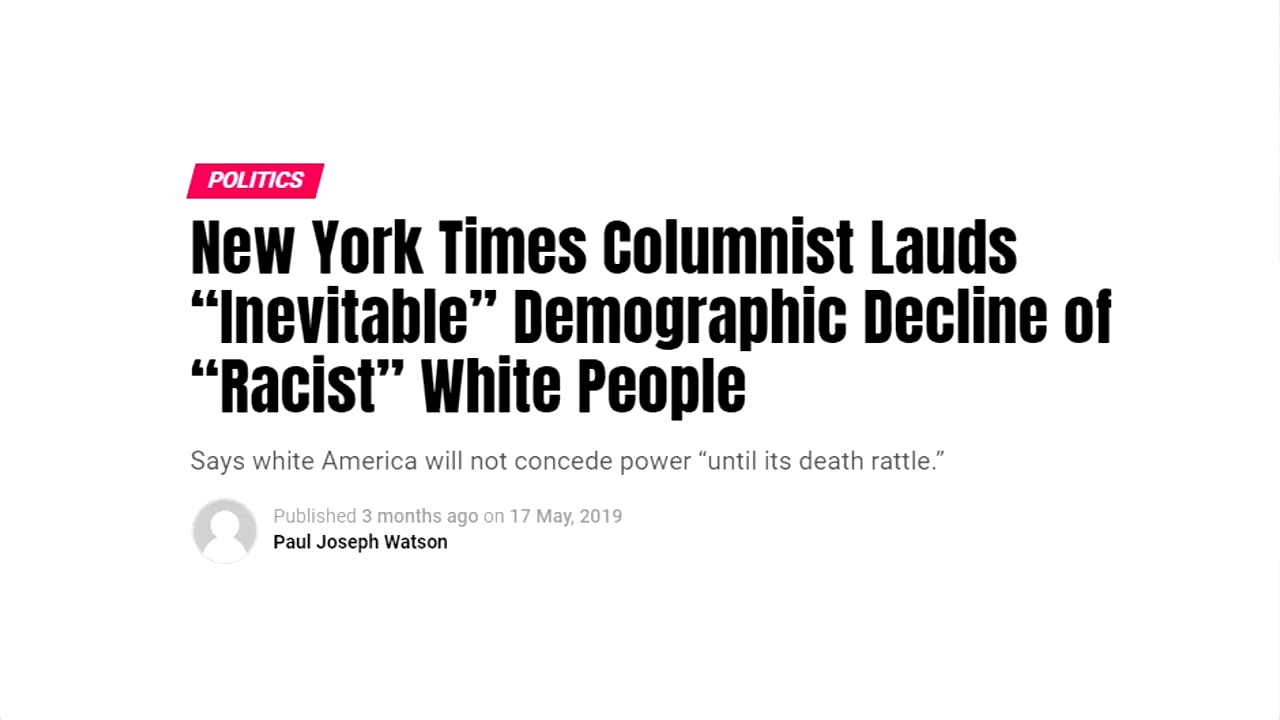 POLITICS
New York Times Columnist Lauds
“Inevitable” Demographic Decline of
“Racist” White People
Says white America will not concede power “until its death rattle.”
Published 3 months ago on 17 May, 2019
Paul Joseph Watson